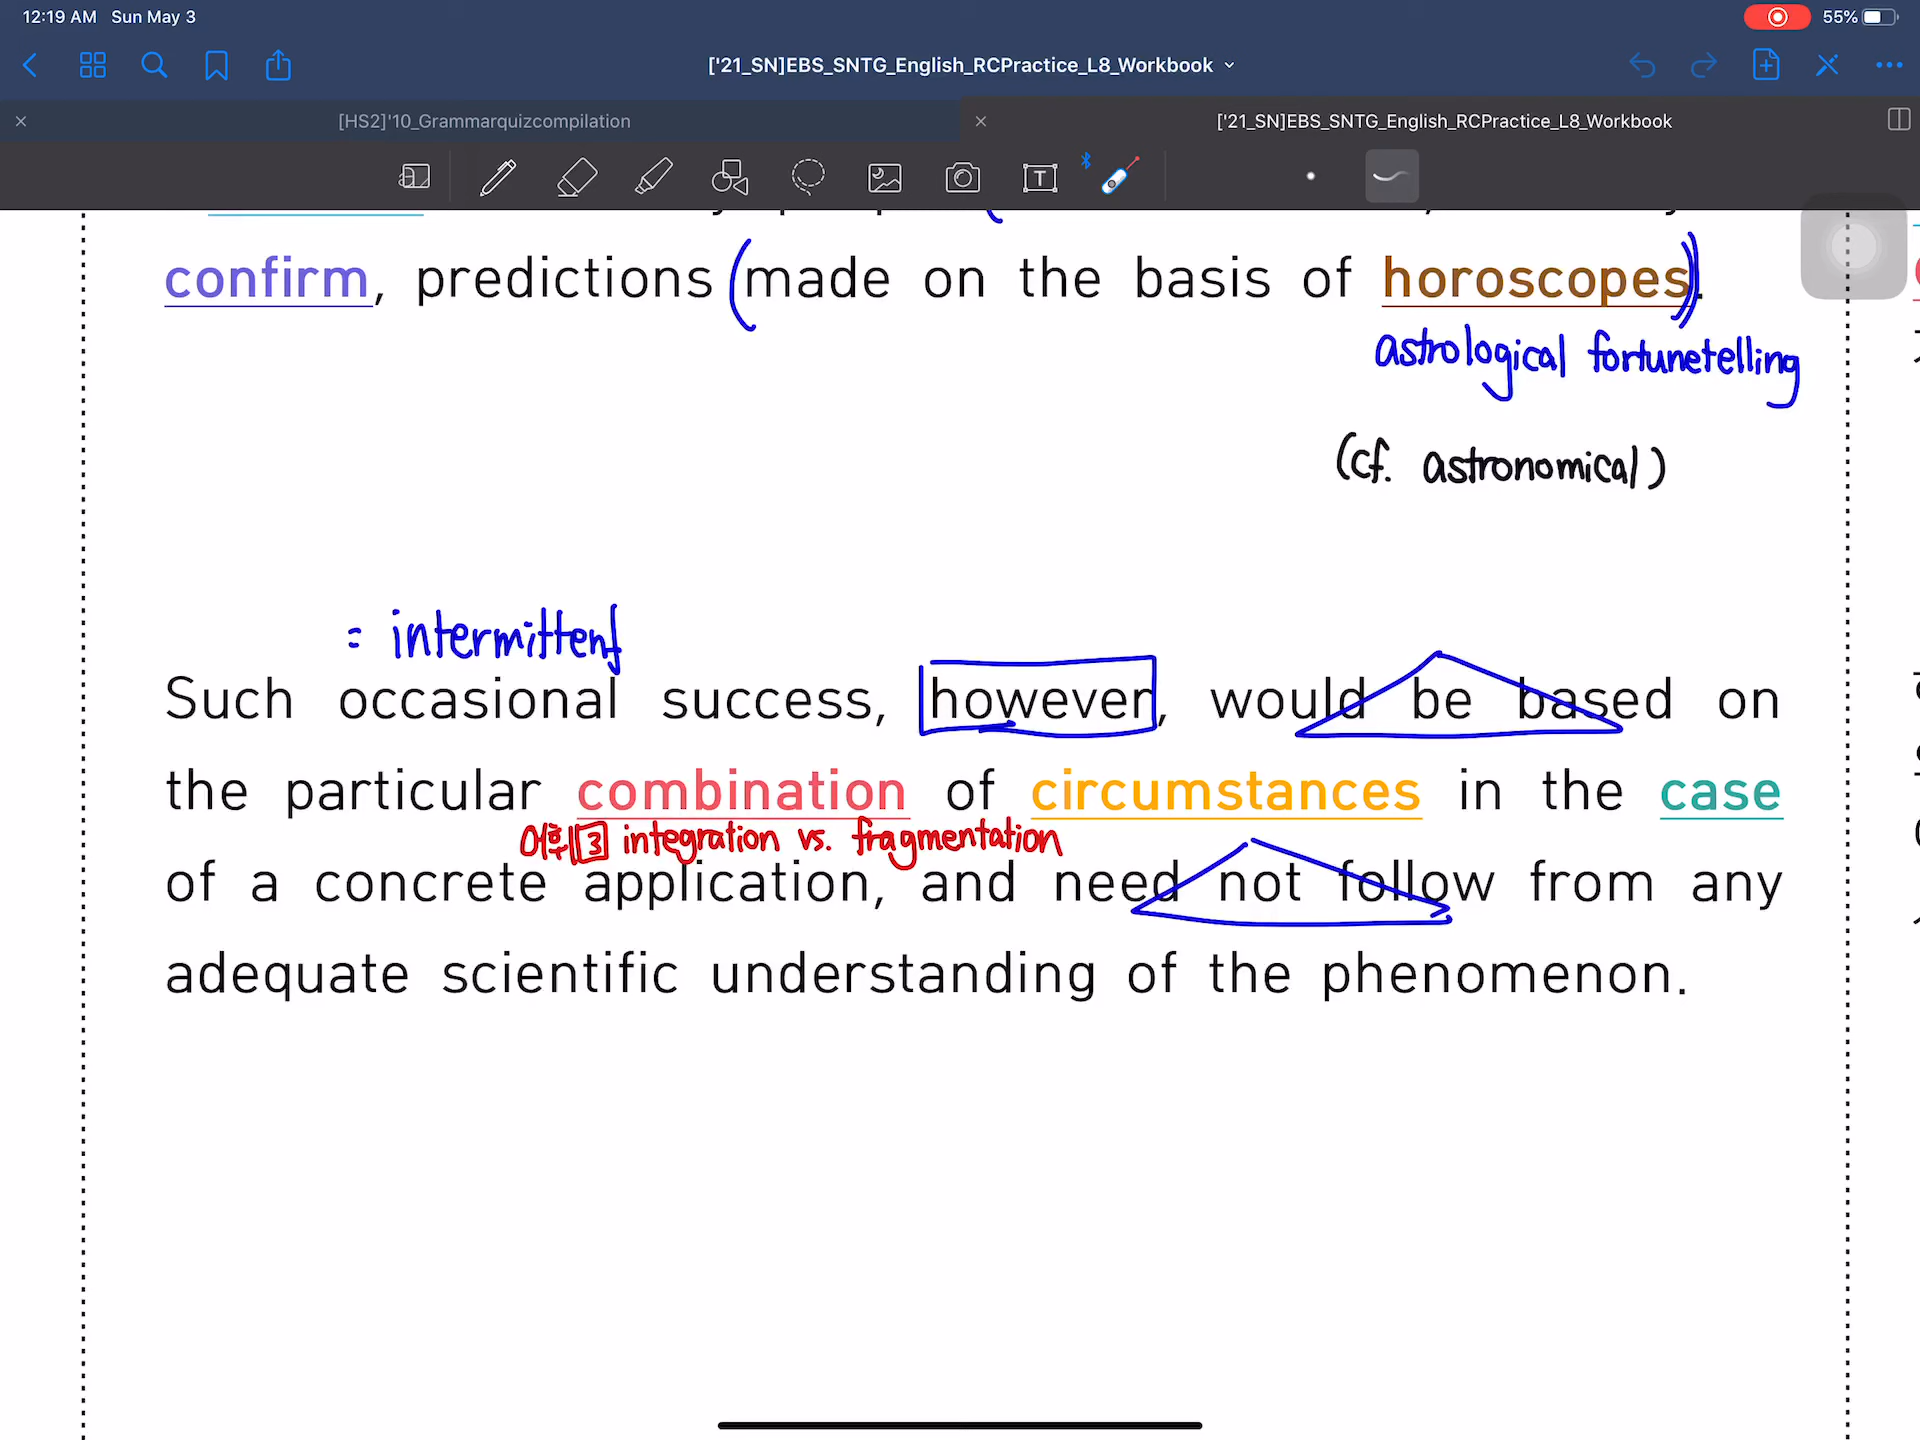 12:19 AM Sun May 3
55%
['21_SN]EBS_SNTG_English_RCPractice_L8_Workbook
[HS2]'10_Grammarquizcompilation
['21_SN]EBS_SNTG_English_RCPractice_L8_Workbook
confirm, predictions (made on the basis of horoscopes)).
astrological fortunetelling
(cf. astronomical)
= intermittent
Such occasional success, however, would be based on
the particular combination of circumstances in the case
어휘 3 integration vs. fragmentation
of a concrete application, and need not follow from any
adequate scientific understanding of the phenomenon.